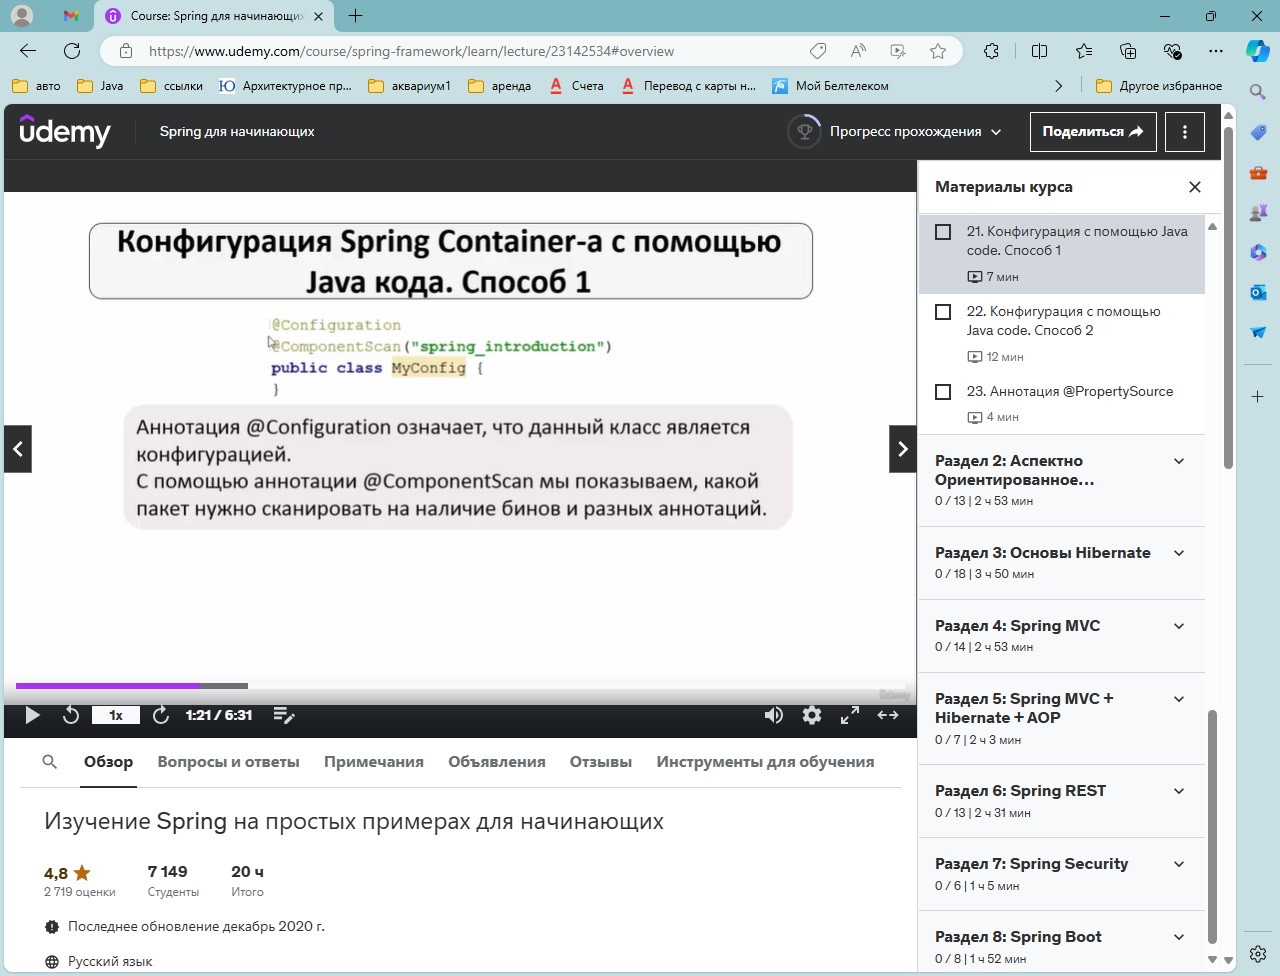 Course: Spring для начинающих
https://www.udemy.com/course/spring-framework/learn/lecture/23142534#overview
авто
Java
ссылки
Ю Архитектурное пр...
аквариум1
аренда
Счета
Перевод с карты н...
Мой Белтелеком
Другое избранное
udemy
Spring для начинающих
Прогресс прохождения
Поделиться
Конфигурация Spring Container-а с помощью
Java кода. Способ 1
@Configuration
@ComponentScan("spring_introduction")
public class MyConfig {
}
Аннотация @Configuration означает, что данный класс является
конфигурацией.
С помощью аннотации @ComponentScan мы показываем, какой
пакет нужно сканировать на наличие бинов и разных аннотаций.
Udemy
1x
1:21 / 6:31
Обзор
Вопросы и ответы
Примечания
Объявления
Отзывы
Инструменты для обучения
Изучение Spring на простых примерах для начинающих
4,8
2 719 оценки
7 149
Студенты
20 ч
Итого
Последнее обновление декабрь 2020 г.
Русский язык
Материалы курса
21. Конфигурация с помощью Java
code. Способ 1
7 мин
22. Конфигурация с помощью
Java code. Способ 2
12 мин
23. Аннотация @PropertySource
4 мин
Раздел 2: Аспектно
Ориентированное...
0 / 13 | 2 ч 53 мин
Раздел 3: Основы Hibernate
0 / 18 | 3 ч 50 мин
Раздел 4: Spring MVC
0 / 14 | 2 ч 53 мин
Раздел 5: Spring MVC +
Hibernate + AOP
0 / 7 | 2 ч 3 мин
Раздел 6: Spring REST
0 / 13 | 2 ч 31 мин
Раздел 7: Spring Security
0 / 6 | 1 ч 5 мин
Раздел 8: Spring Boot
0 / 8 | 1 ч 52 мин